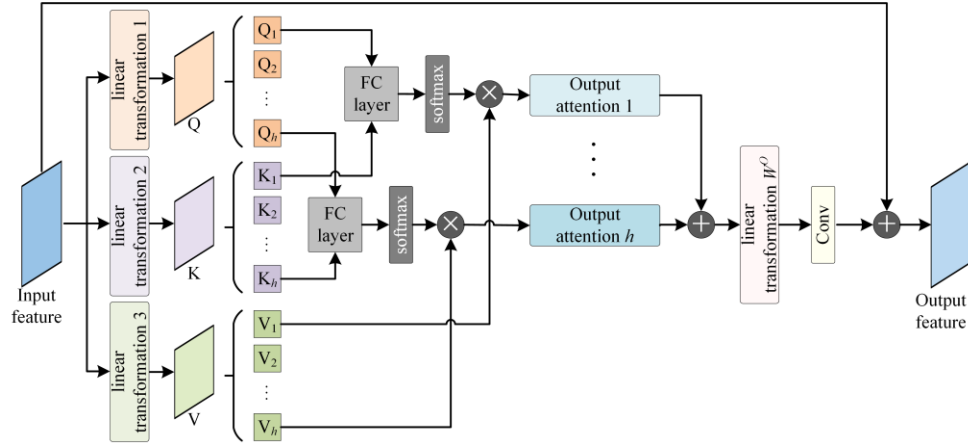 Input
feature
linear
transformation 1
Q
linear
transformation 2
K
linear
transformation 3
V
Q1
Q2
⋮
Qh
K1
K2
⋮
Kh
V1
V2
⋮
Vh
FC
layer
softmax
×
Output
attention 1
⋮
FC
layer
softmax
×
Output
attention h
+
linear
transformation W^O
Conv
+
Output
feature